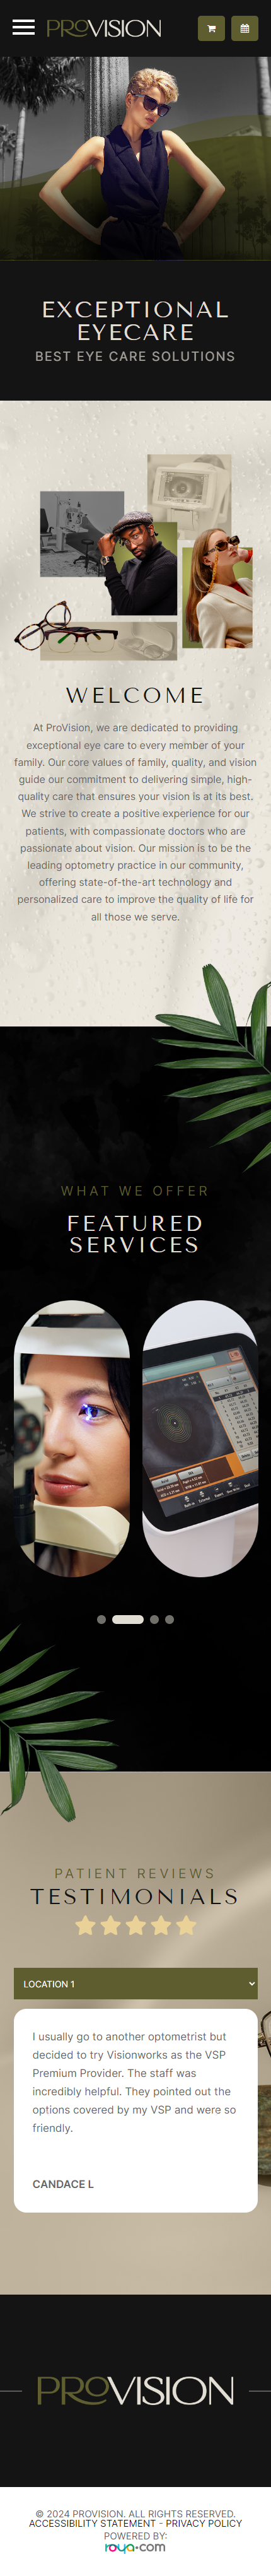 PROVISION
EXCEPTIONAL
EYECARE
BEST EYE CARE SOLUTIONS
WELCOME
At ProVision, we are dedicated to providing
exceptional eye care to every member of your
family. Our core values of family, quality, and vision
guide our commitment to delivering simple, high-
quality care that ensures your vision is at its best.
We strive to create a positive experience for our
patients, with compassionate doctors who are
passionate about vision. Our mission is to be the
leading optometry practice in our community,
offering state-of-the-art technology and
personalized care to improve the quality of life for
all those we serve.
WHAT WE OFFER
FEATURED
SERVICES
PATIENT REVIEWS
TESTIMONIALS
LOCATION 1
I usually go to another optometrist but
decided to try Visionworks as the VSP
Premium Provider. The staff was
incredibly helpful. They pointed out the
options covered by my VSP and were so
friendly.
CANDACE L
PROVISION
© 2024 PROVISION. ALL RIGHTS RESERVED.
ACCESSIBILITY STATEMENT - PRIVACY POLICY
POWERED BY:
roya.com